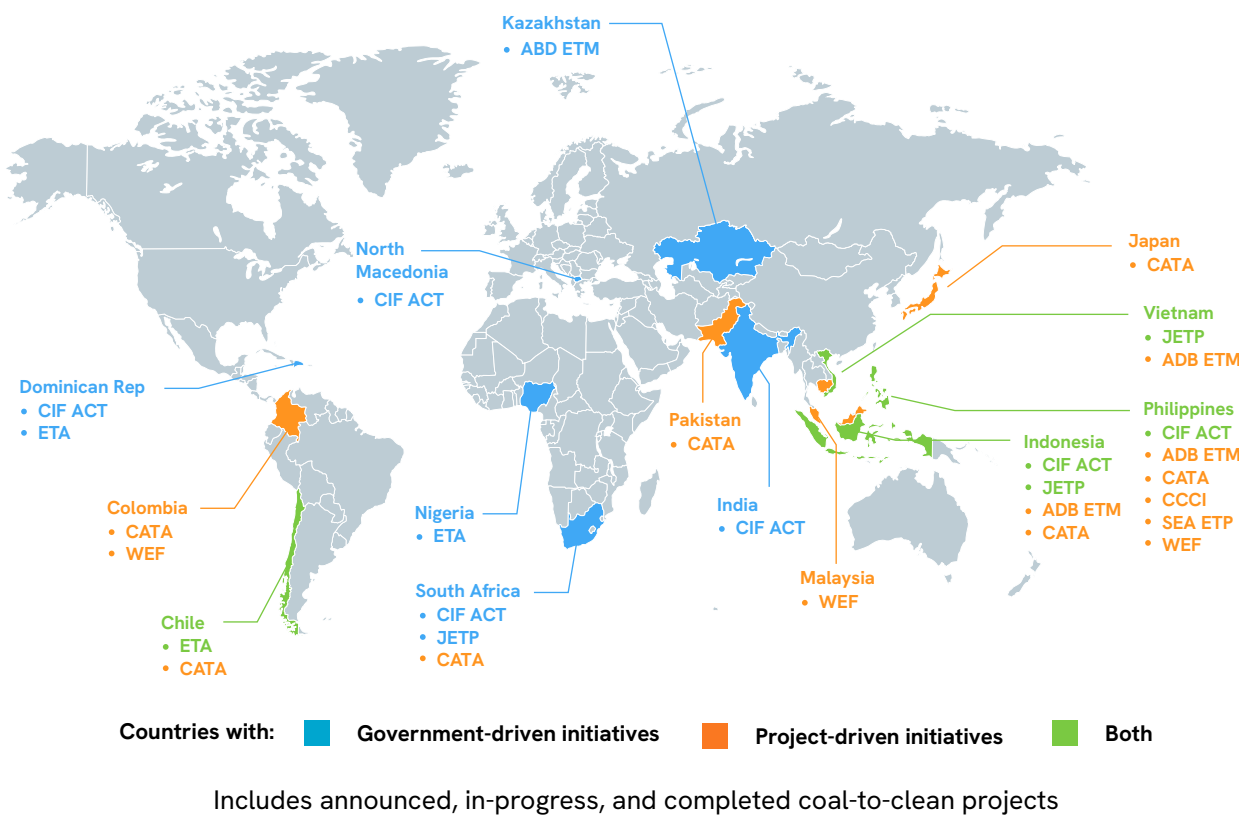 Kazakhstan
• ABD ETM
North
Macedonia
• CIF ACT
Japan
• CATA
Vietnam
• JETP
• ADB ETM
Dominican Rep
• CIF ACT
• ETA
Pakistan
• CATA
Philippines
• CIF ACT
• ADB ETM
• CATA
• CCCI
• SEA ETP
• WEF
Indonesia
• CIF ACT
• JETP
• ADB ETM
• CATA
Colombia
• CATA
• WEF
Nigeria
• ETA
India
• CIF ACT
Malaysia
• WEF
South Africa
• CIF ACT
• JETP
• CATA
Chile
• ETA
• CATA
Countries with:
Government-driven initiatives
Project-driven initiatives
Both
Includes announced, in-progress, and completed coal-to-clean projects